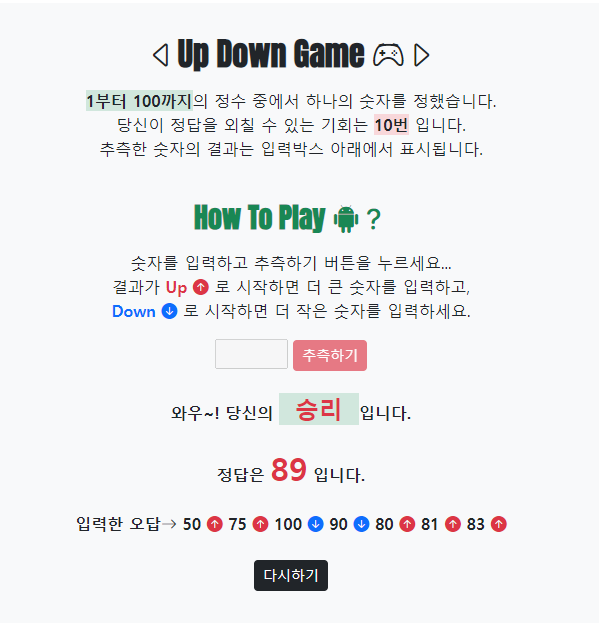 Up Down Game
1부터 100까지의 정수 중에서 하나의 숫자를 정했습니다.
당신이 정답을 외칠 수 있는 기회는 10번 입니다.
추측한 숫자의 결과는 입력박스 아래에서 표시됩니다.
How To Play ?
숫자를 입력하고 추측하기 버튼을 누르세요...
결과가 Up 로 시작하면 더 큰 숫자를 입력하고,
Down 로 시작하면 더 작은 숫자를 입력하세요.
추측하기
와우~! 당신의 승리 입니다.
정답은 89 입니다.
입력한 오답→ 50 ↑ 75 ↑ 100 ↓ 90 ↓ 80 ↑ 81 ↑ 83 ↑
다시하기